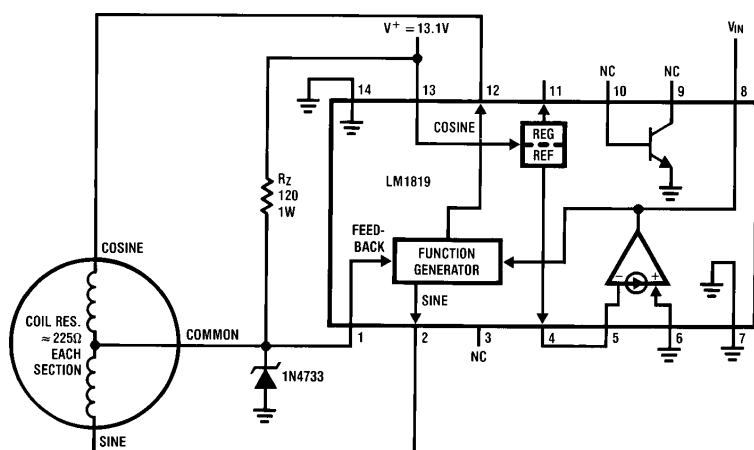 V+ = 13.1V
VIN
NC
NC
14
13
12
11
10
9
8
COSINE
REG
REF
RZ
120
1W
LM1819
FEED-
BACK
FUNCTION
GENERATOR
COSINE
SINE
- +
COIL RES.
≈ 225Ω
EACH
SECTION
COMMON
1
2
3
4
5
6
7
NC
1N4733
SINE